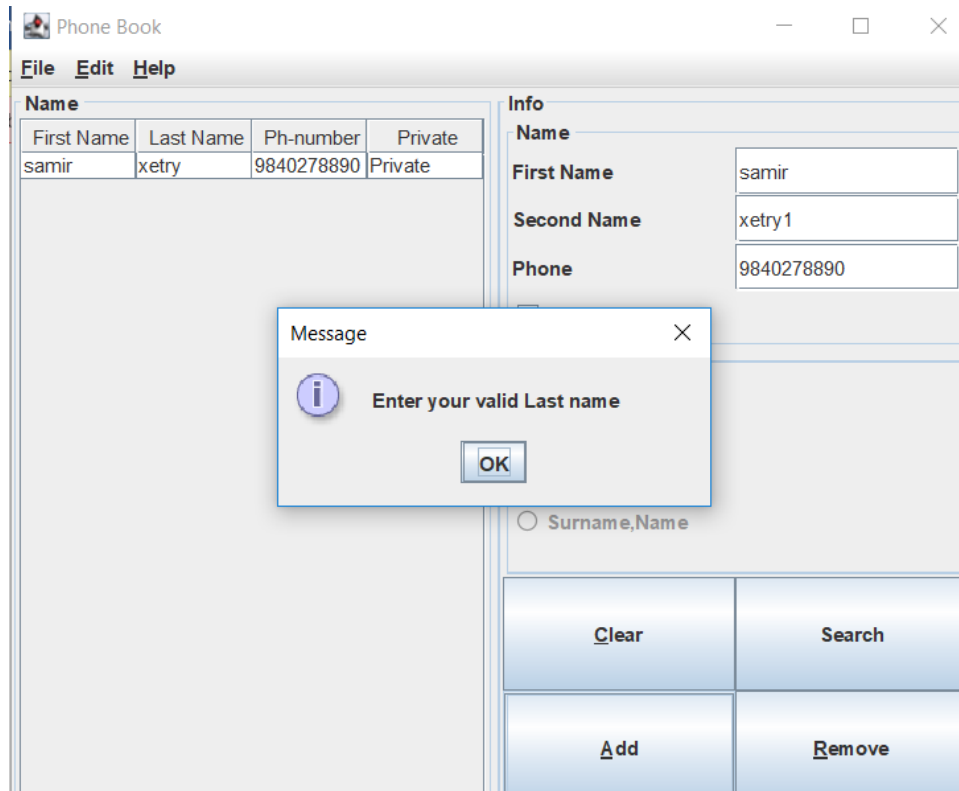 Phone Book
File Edit Help
Name
First Name Last Name Ph-number Private
samir xetry 9840278890 Private
Info
Name
First Name samir
Second Name xetry1
Phone 9840278890
Message
Enter your valid Last name
OK
Surname,Name
Clear Search
Add Remove